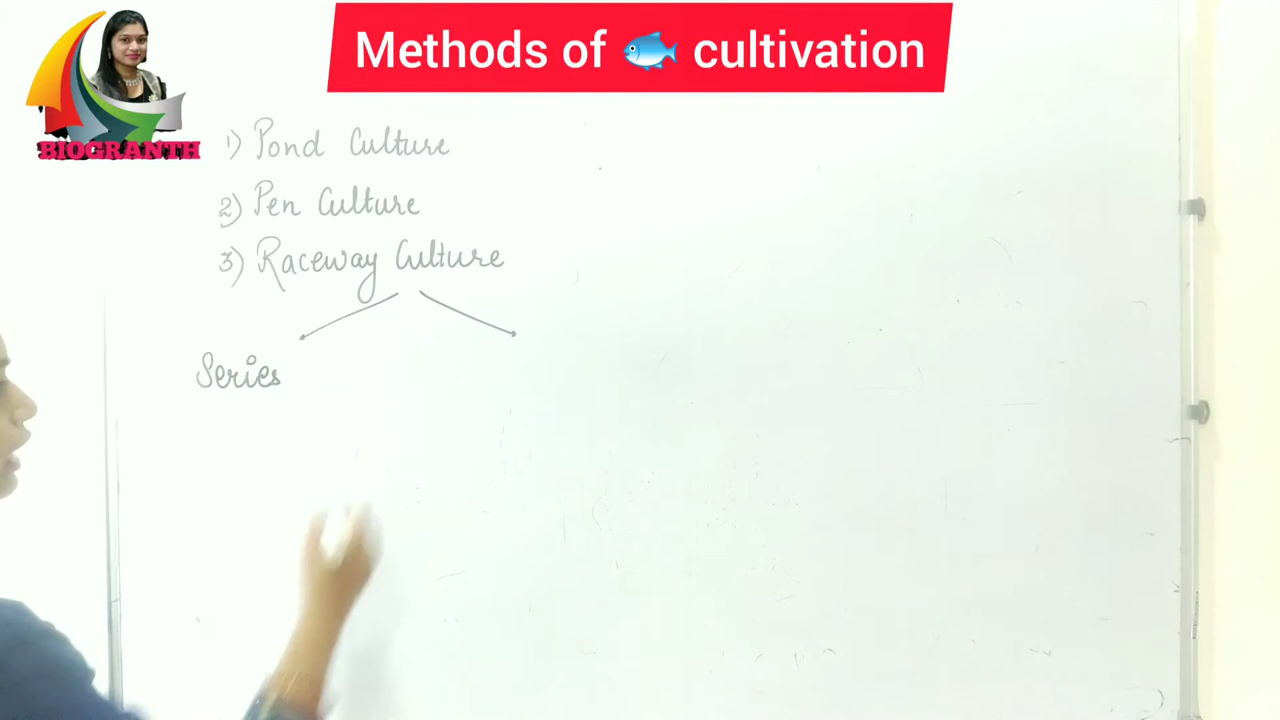 Methods of 🐟 cultivation
BIOGRANTH
1) Pond Culture
2) Pen Culture
3) Raceway Culture
Series